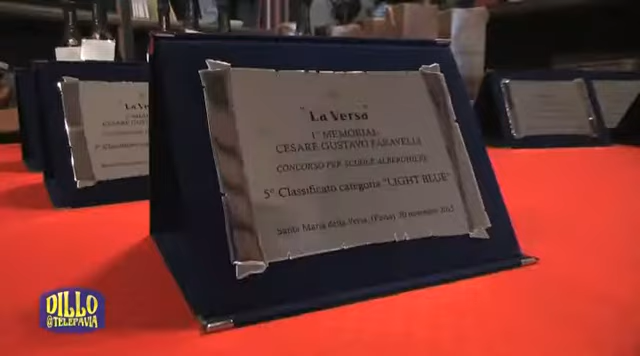 "La Versa"
1° MEMORIAL
CESARE GUSTAVO FARAVELLI
CONCORSO PER SCUOLE ALBERGHIERE
5° Classificato categoria "LIGHT BLUE"
Santa Maria della Versa, (Pavia) 30 novembre 2015
DILLO
@TELEPAVIA